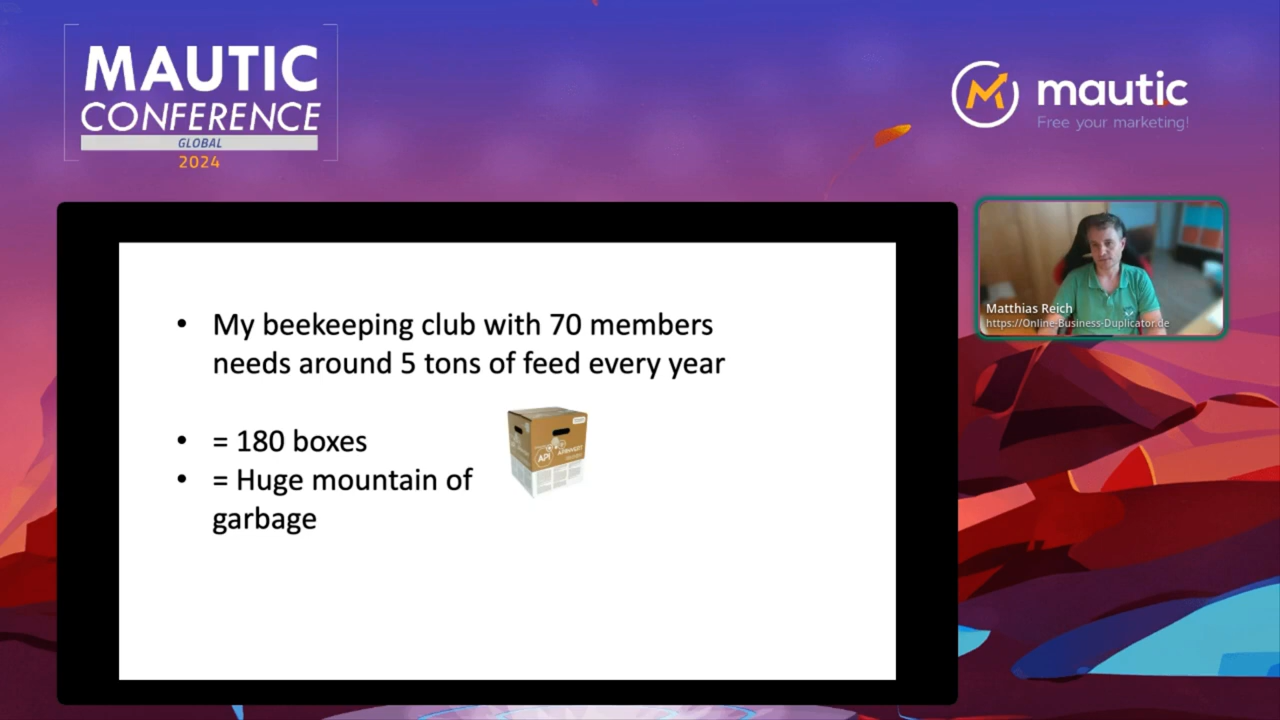 MAUTIC
CONFERENCE
GLOBAL
2024
mautic
Free your marketing!
• My beekeeping club with 70 members
needs around 5 tons of feed every year
• = 180 boxes
• = Huge mountain of
garbage
API
Matthias Reich
https://Online-Business-Duplicator.de